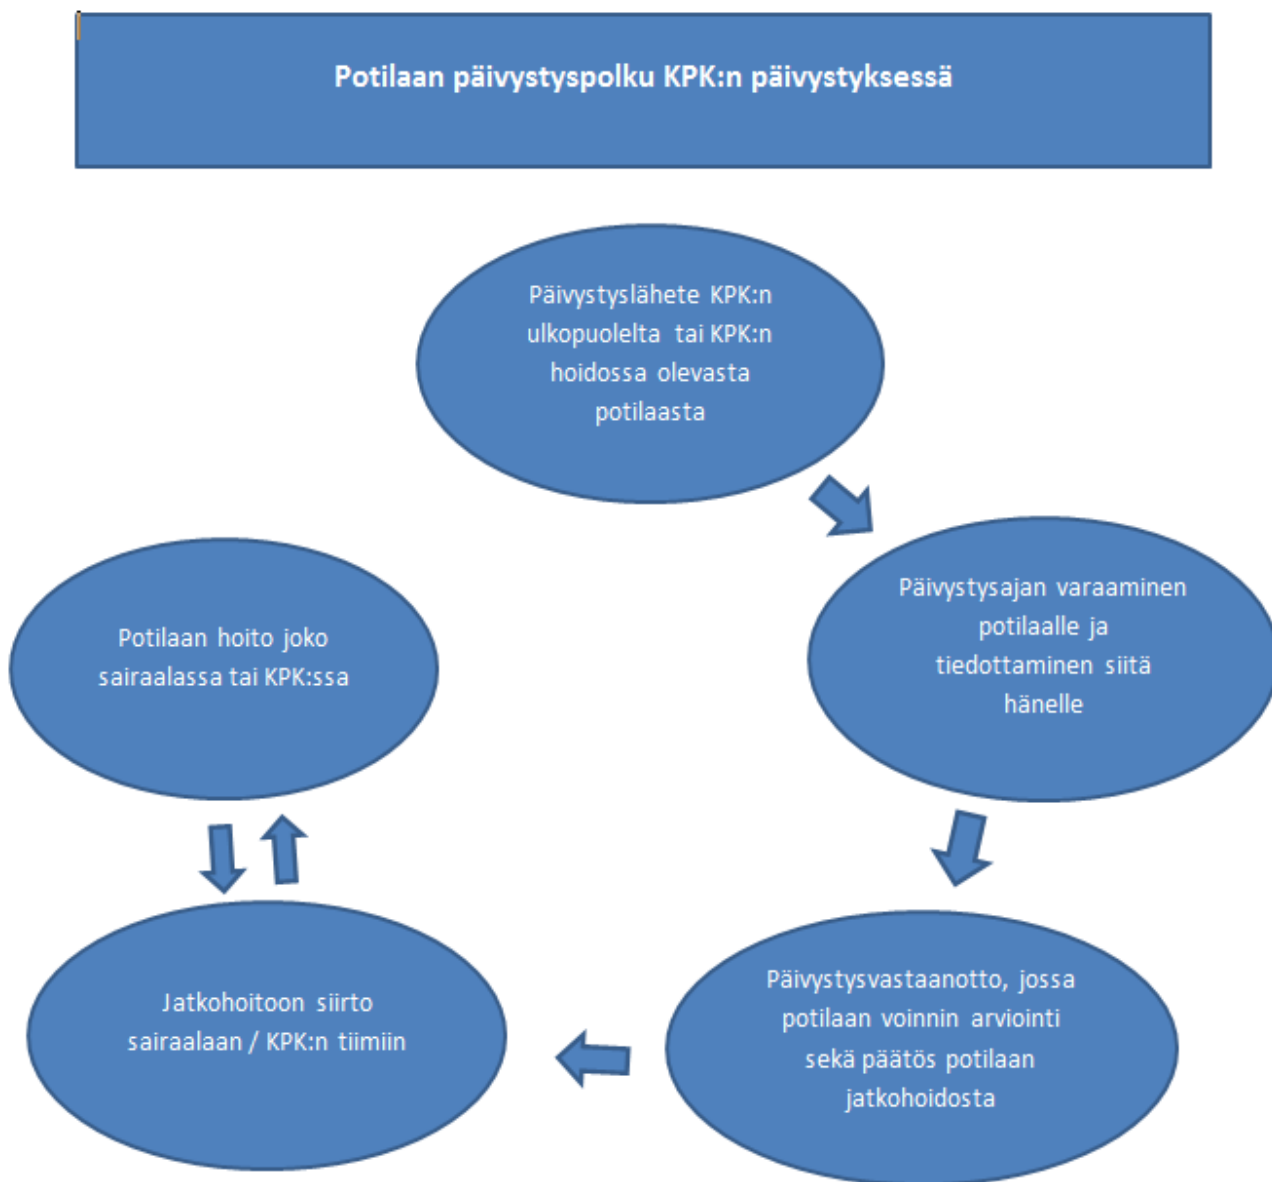 Potilaan päivystyspolku KPK:n päivystyksessä
Päivystyslähete KPK:n
ulkopuolelta tai KPK:n
hoidossa olevasta
potilaasta
Päivystysajan varaaminen
potilaalle ja
tiedottaminen siitä
hänelle
Päivystysvastaanotto, jossa
potilaan voinnin arviointi
sekä päätös potilaan
jatkohoidosta
Jatkohoitoon siirto
sairaalaan / KPK:n tiimiin
Potilaan hoito joko
sairaalassa tai KPK:ssa